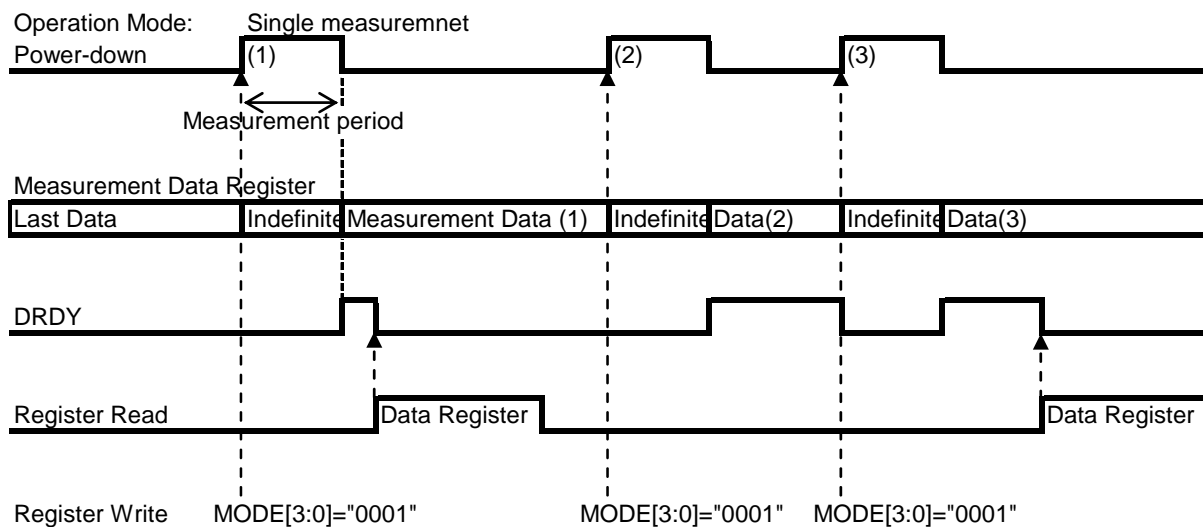 Operation Mode: Single measuremnet
Power-down (1) (2) (3)
Measurement period
Measurement Data Register
Last Data Indefinite Measurement Data (1) Indefinite Data(2) Indefinite Data(3)
DRDY
Register Read Data Register Data Register
Register Write MODE[3:0]="0001" MODE[3:0]="0001" MODE[3:0]="0001"